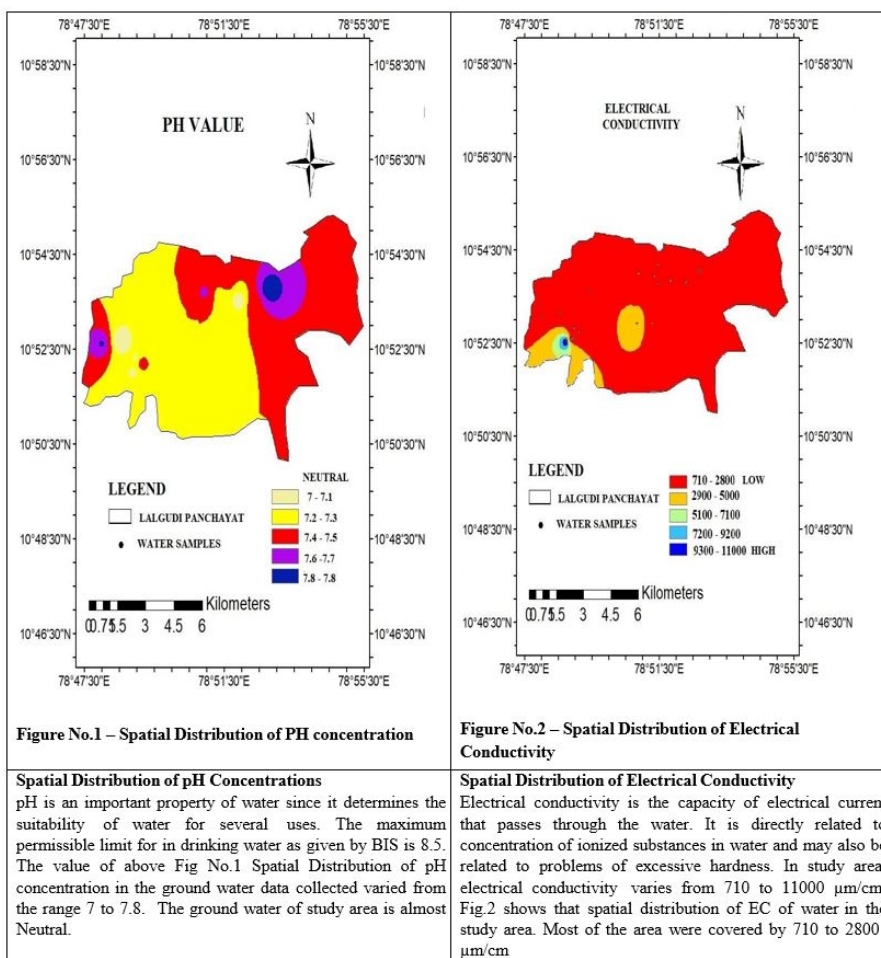 78°47'30"E 78°51'30"E 78°55'30"E
10°58'30"N
10°58'30"N
PH VALUE
N
10°56'30"N
10°56'30"N
10°54'30"N
10°54'30"N
10°52'30"N
10°52'30"N
10°50'30"N
10°50'30"N
LEGEND
LALGUDI PANCHAYAT
WATER SAMPLES
NEUTRAL
7 - 7.1
7.2 - 7.3
7.4 - 7.5
7.6 -7.7
7.8 - 7.8
10°48'30"N
10°48'30"N
Kilometers
0 0.75 1.5 3 4.5 6
10°46'30"N
10°46'30"N
78°47'30"E 78°51'30"E 78°55'30"E
Figure No.1 – Spatial Distribution of PH concentration
78°47'30"E 78°51'30"E 78°55'30"E
10°58'30"N
10°58'30"N
ELECTRICAL
CONDUCTIVITY
N
10°56'30"N
10°56'30"N
10°54'30"N
10°54'30"N
10°52'30"N
10°52'30"N
10°50'30"N
10°50'30"N
LEGEND
LALGUDI PANCHAYAT
WATER SAMPLES
710 - 2800 LOW
2900 - 5000
5100 - 7100
7200 - 9200
9300 - 11000 HIGH
10°48'30"N
10°48'30"N
Kilometers
0 0.75 1.5 3 4.5 6
10°46'30"N
10°46'30"N
78°47'30"E 78°51'30"E 78°55'30"E
Figure No.2 – Spatial Distribution of Electrical
Conductivity
Spatial Distribution of pH Concentrations
pH is an important property of water since it determines the
suitability of water for several uses. The maximum
permissible limit for in drinking water as given by BIS is 8.5.
The value of above Fig No.1 Spatial Distribution of pH
concentration in the ground water data collected varied from
the range 7 to 7.8. The ground water of study area is almost
Neutral.
Spatial Distribution of Electrical Conductivity
Electrical conductivity is the capacity of electrical current
that passes through the water. It is directly related to
concentration of ionized substances in water and may also be
related to problems of excessive hardness. In study area
electrical conductivity varies from 710 to 11000 µm/cm
Fig.2 shows that spatial distribution of EC of water in the
study area. Most of the area were covered by 710 to 2800
µm/cm